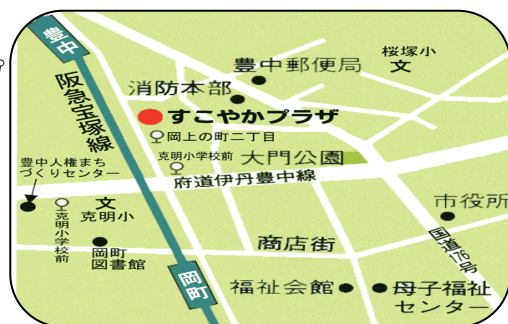 豊中
阪急宝塚線
桜塚小
文
豊中郵便局
消防本部
すこやかプラザ
岡上の町二丁目
克明小学校前
大門公園
府道伊丹豊中線
豊中人権まち
づくりセンター
克明小学校前
文
克明小
岡町
図書館
商店街
市役所
国道176号
岡町
福祉会館
母子福祉
センター